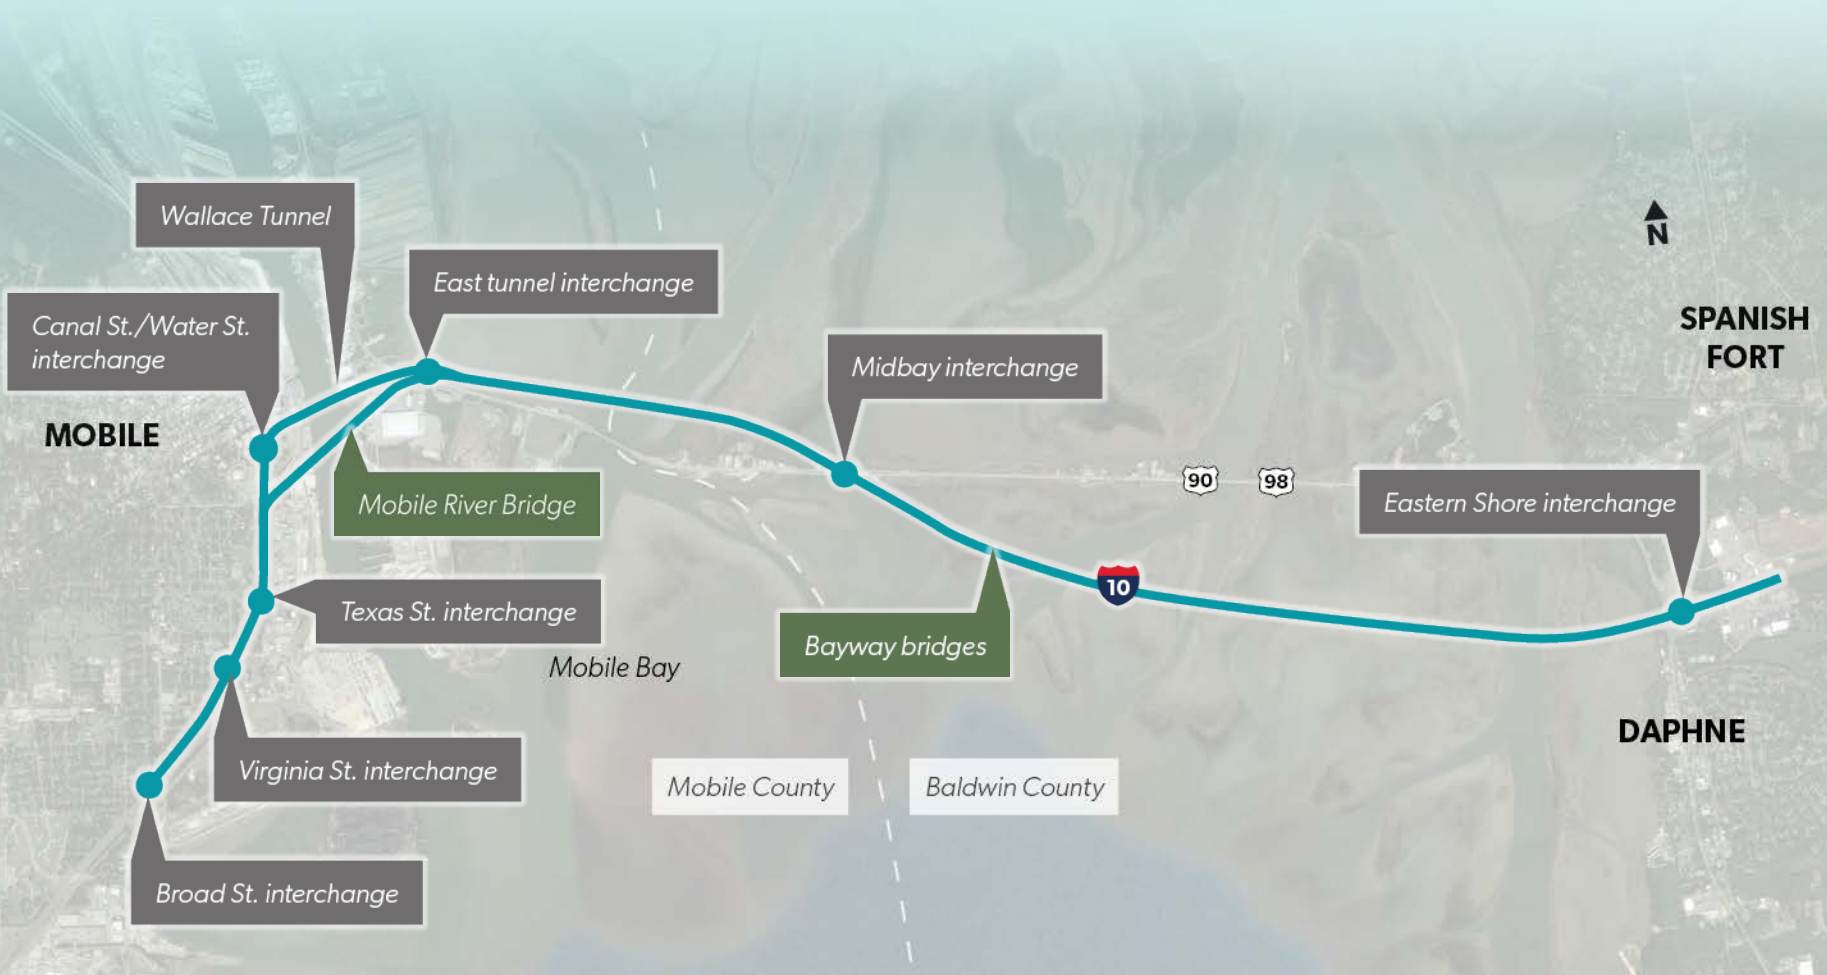 Wallace Tunnel
N
East tunnel interchange
Canal St./Water St.
interchange
SPANISH
FORT
Midbay interchange
MOBILE
90
98
Mobile River Bridge
Eastern Shore interchange
10
Texas St. interchange
Bayway bridges
Mobile Bay
DAPHNE
Virginia St. interchange
Mobile County
Baldwin County
Broad St. interchange